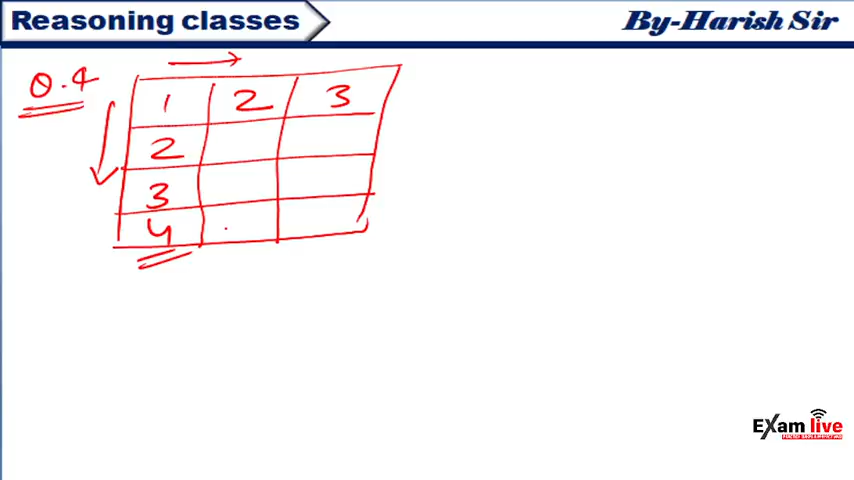 Reasoning classes
By-Harish Sir
Q.4
1 2 3
2
3
4
Exam live